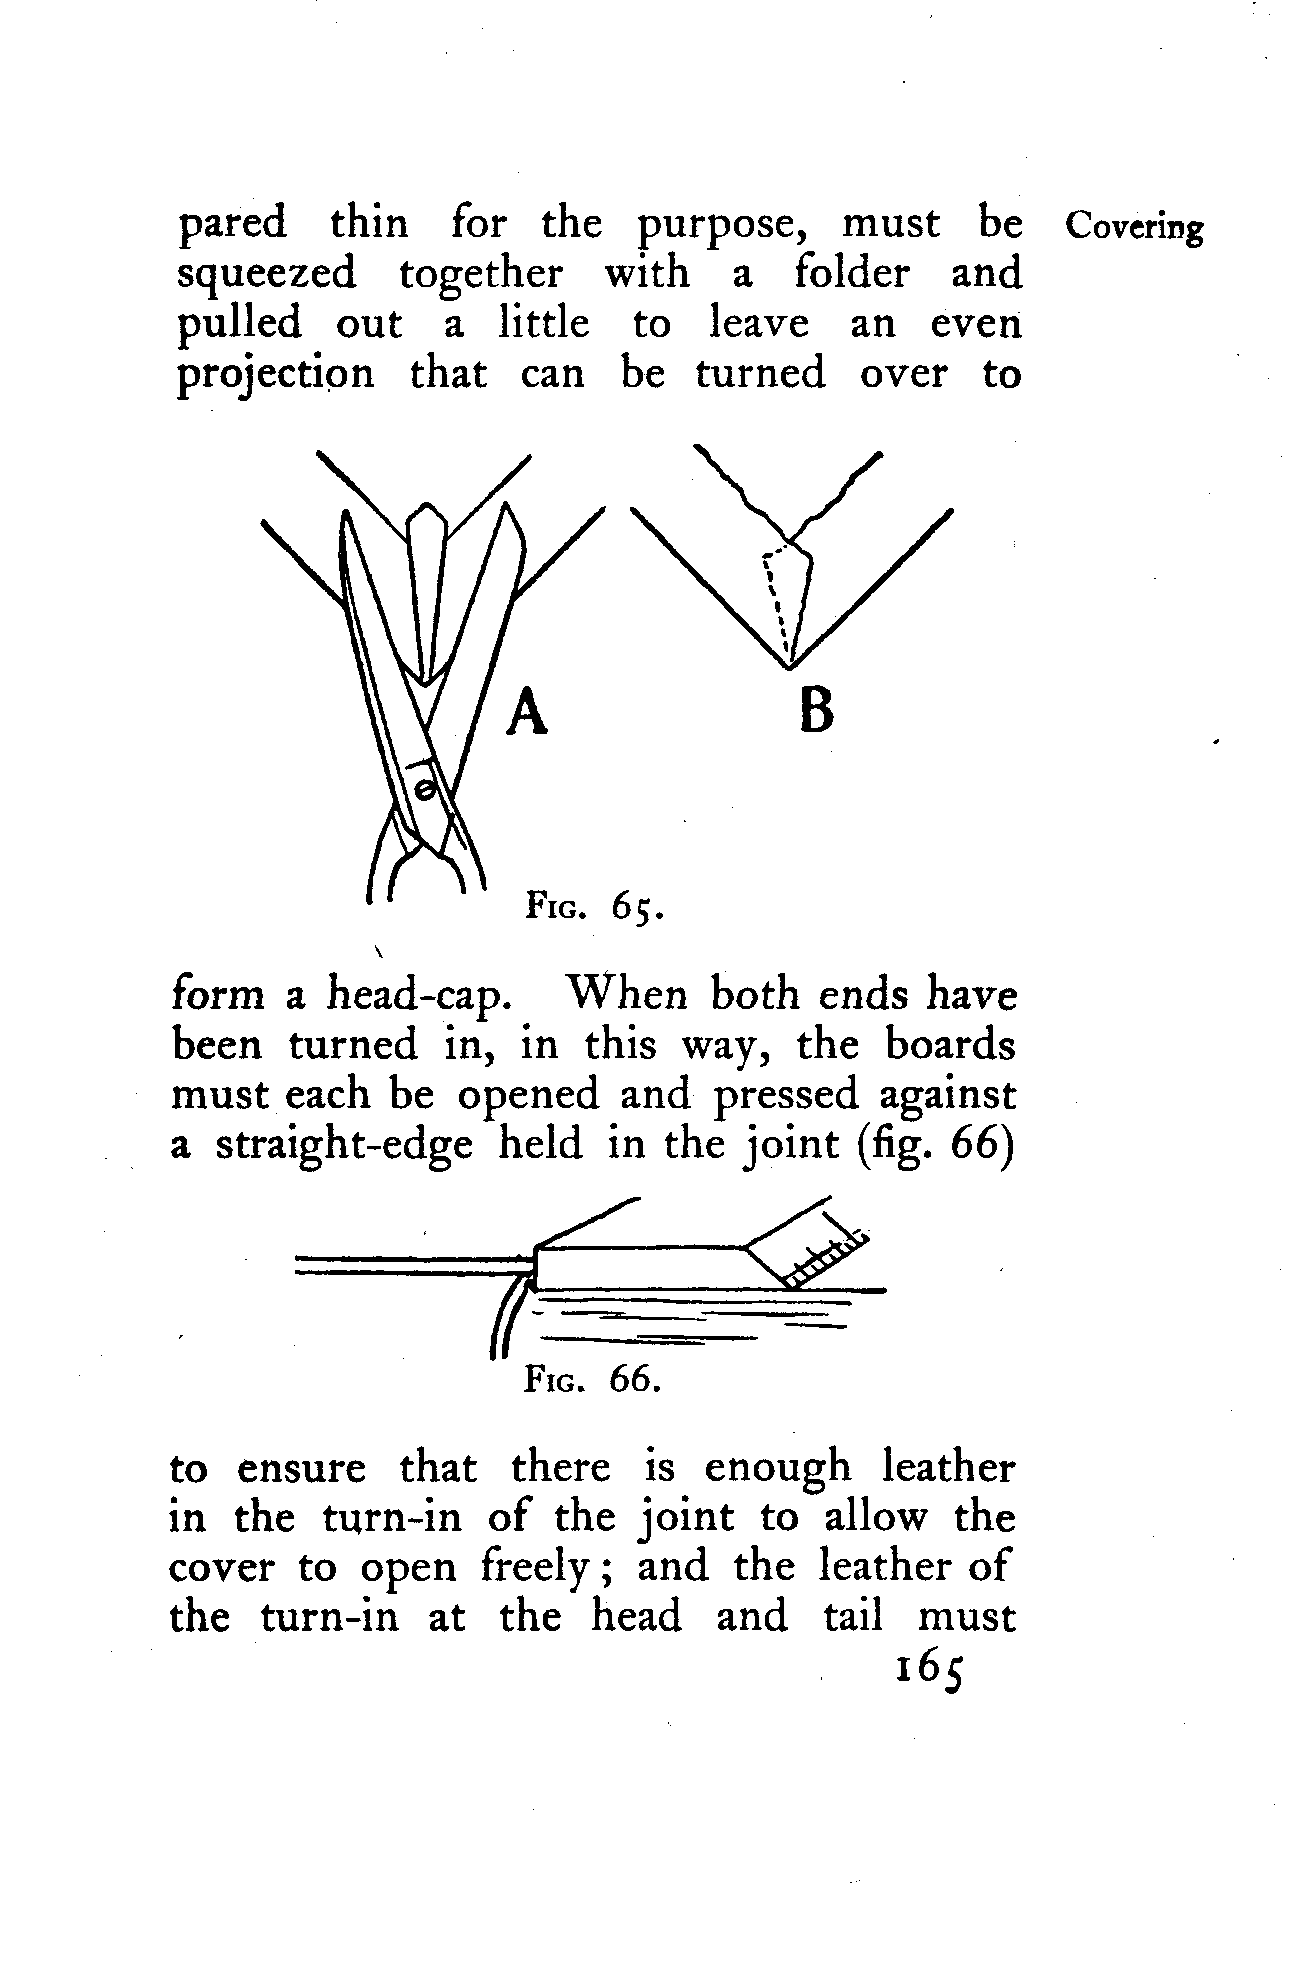 pared thin for the purpose, must be Covering
squeezed together with a folder and
pulled out a little to leave an even
projection that can be turned over to
A B
Fig. 65.
form a head-cap. When both ends have
been turned in, in this way, the boards
must each be opened and pressed against
a straight-edge held in the joint (fig. 66)
Fig. 66.
to ensure that there is enough leather
in the turn-in of the joint to allow the
cover to open freely ; and the leather of
the turn-in at the head and tail must
165